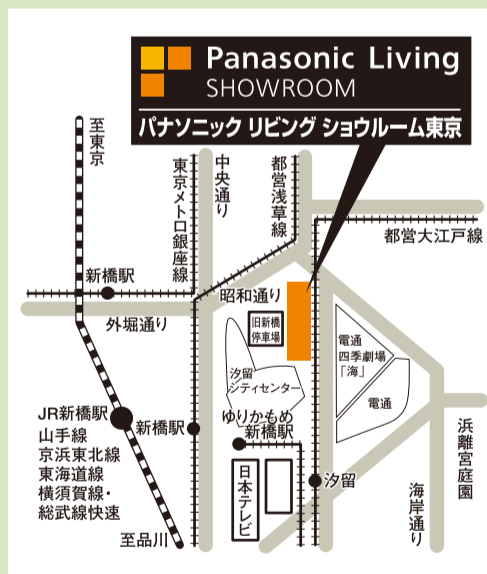 Panasonic Living
SHOWROOM
パナソニック リビング ショウルーム東京
至東京
東京メトロ銀座線
中央通り
都営浅草線
都営大江戸線
新橋駅
昭和通り
外堀通り
旧新橋
停車場
電通
四季劇場
「海」
汐留
シティセンター
電通
JR新橋駅
山手線
京浜東北線
東海道線
横須賀線・
総武線快速
新橋駅
ゆりかもめ
新橋駅
浜離宮庭園
日本テレビ
汐留
海岸通り
至品川